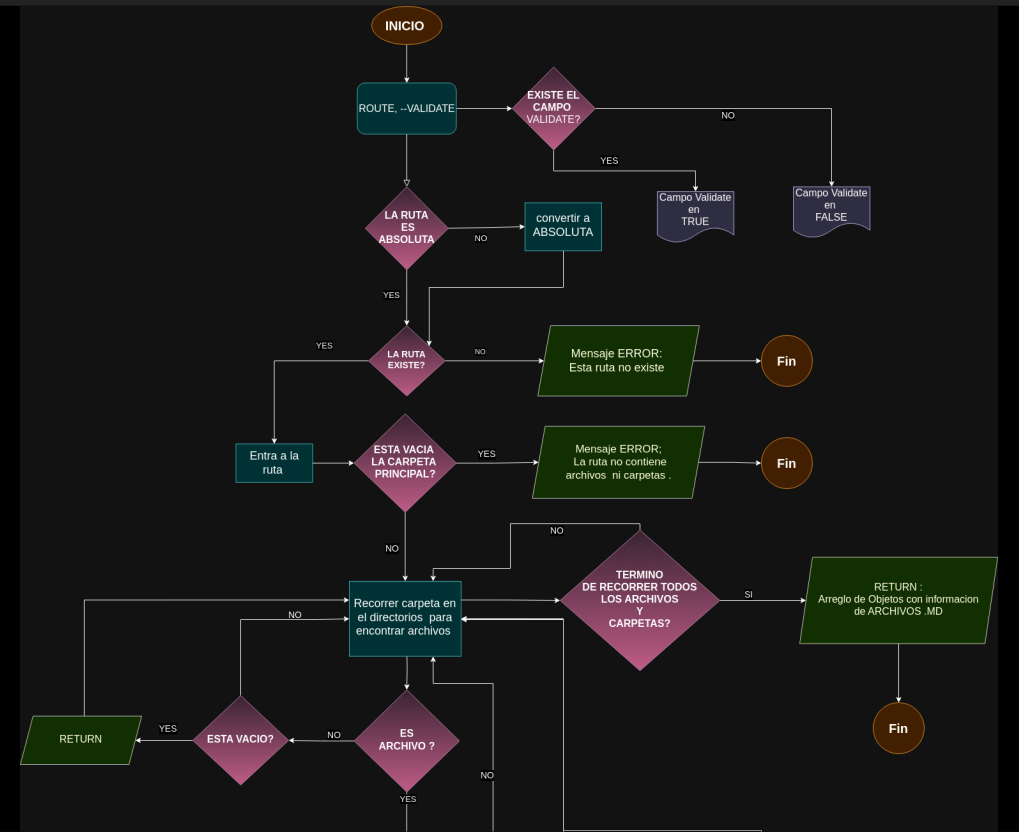 INICIO
ROUTE, --VALIDATE
EXISTE EL
CAMPO
VALIDATE?
NO
YES
Campo Validate
en
TRUE
Campo Validate
en
FALSE
LA RUTA
ES
ABSOLUTA
NO
convertir a
ABSOLUTA
YES
LA RUTA
EXISTE?
YES
NO
Mensaje ERROR:
Esta ruta no existe
Fin
Entra a la
ruta
ESTA VACIA
LA CARPETA
PRINCIPAL?
YES
Mensaje ERROR;
La ruta no contiene
archivos ni carpetas .
Fin
NO
NO
TERMINO
DE RECORRER TODOS
LOS ARCHIVOS
Y
CARPETAS?
SI
RETURN :
Arreglo de Objetos con informacion
de ARCHIVOS .MD
Fin
Recorrer carpeta en
el directorios para
encontrar archivos
NO
ES
ARCHIVO ?
NO
ESTA VACIO?
YES
RETURN
YES
NO